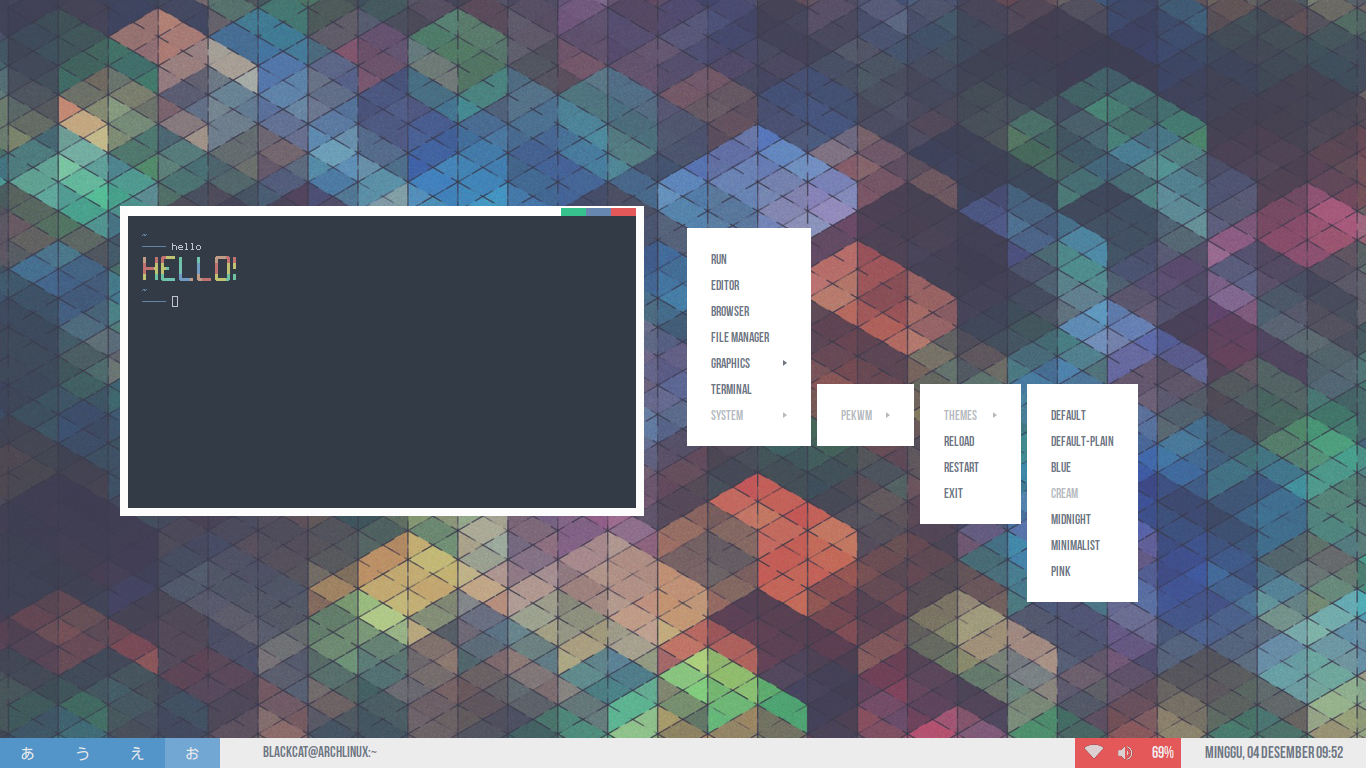 ~
hello
HELLO!
~
RUN
EDITOR
BROWSER
FILE MANAGER
GRAPHICS
TERMINAL
SYSTEM
PEKWM
THEMES
RELOAD
RESTART
EXIT
DEFAULT
DEFAULT-PLAIN
BLUE
CREAM
MIDNIGHT
MINIMALIST
PINK
あ う え お BLACKCAT@ARCHLINUX:~ 69% MINGGU, 04 DESEMBER 09:52